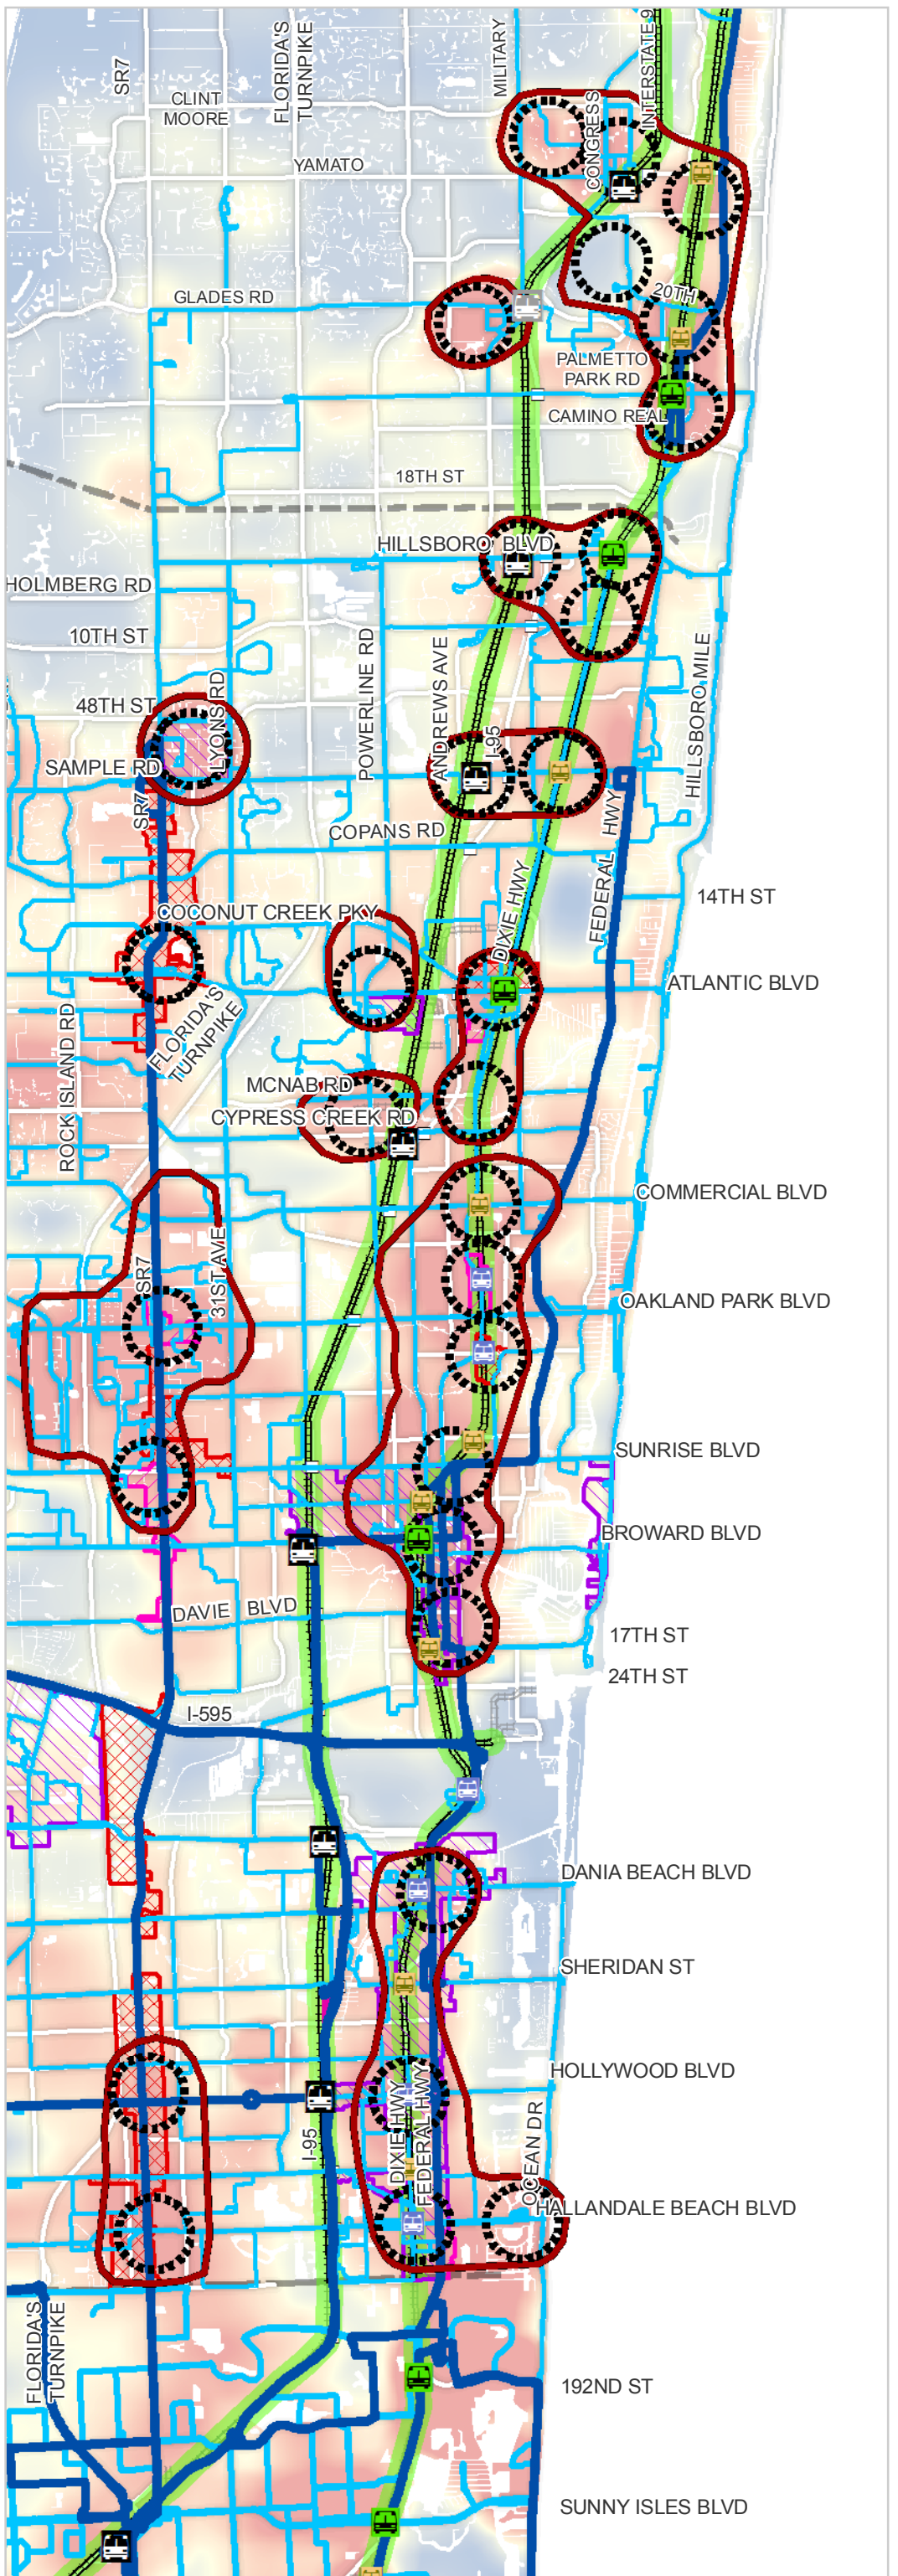 SR7
FLORIDA'S
TURNPIKE
MILITARY
INTERSTATE 9
CLINT
MOORE
CONGRESS
YAMATO
GLADES RD
20TH
PALMETTO
PARK RD
CAMINO REAL
18TH ST
HILLSBORO BLVD
HOLMBERG RD
10TH ST
POWERLINE RD
ANDREWS AVE
HILLSBORO MILE
48TH ST
LYONS RD
I-95
SAMPLE RD
SR7
COPANS RD
FEDERAL HWY
DIXIE HWY
14TH ST
COCONUT CREEK PKY
ATLANTIC BLVD
FLORIDA'S
TURNPIKE
ROCK ISLAND RD
MCNAB RD
CYPRESS CREEK RD
COMMERCIAL BLVD
SR7
31ST AVE
OAKLAND PARK BLVD
SUNRISE BLVD
BROWARD BLVD
DAVIE BLVD
17TH ST
24TH ST
I-595
DANIA BEACH BLVD
SHERIDAN ST
HOLLYWOOD BLVD
I-95
DIXIE HWY
FEDERAL HWY
OCEAN DR
HALLANDALE BEACH BLVD
FLORIDA'S
TURNPIKE
192ND ST
SUNNY ISLES BLVD